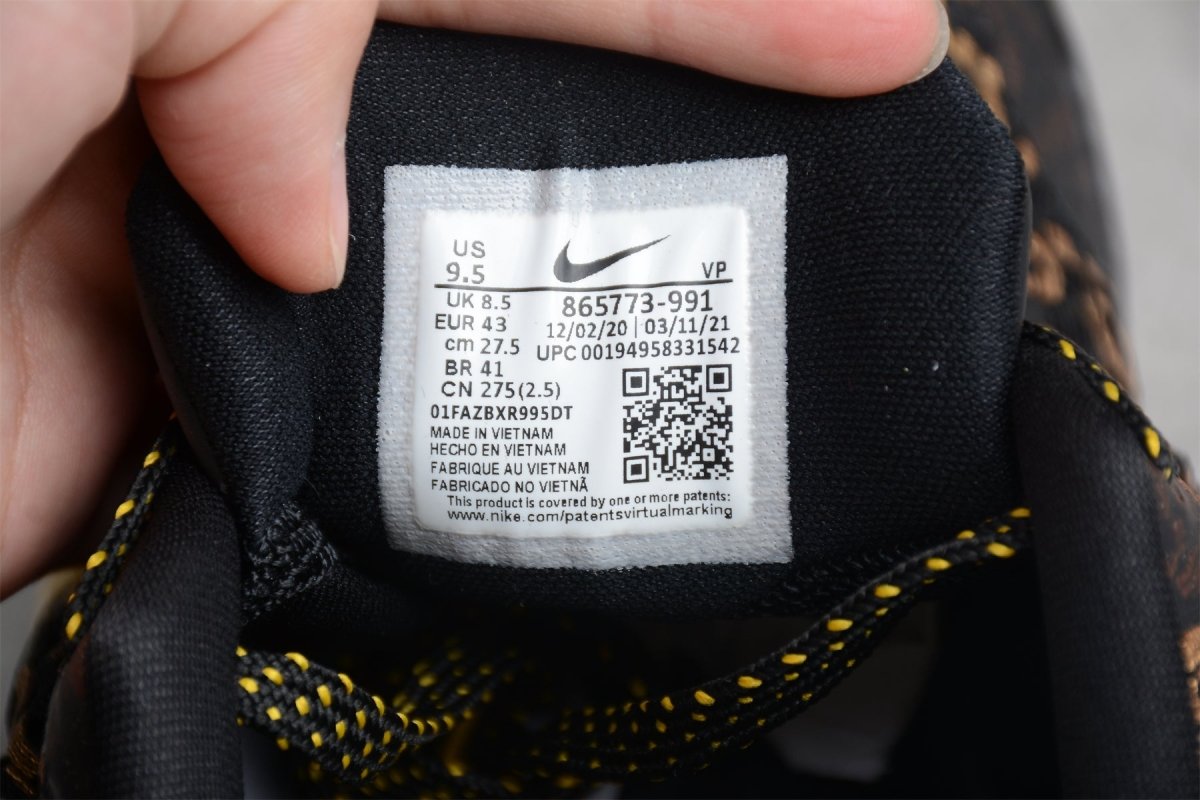 US
9.5
VP
UK 8.5
EUR 43
cm 27.5
BR 41
CN 275(2.5)
865773-991
12/02/20 | 03/11/21
UPC 00194958331542
01FAZBXR995DT
MADE IN VIETNAM
HECHO EN VIETNAM
FABRIQUE AU VIETNAM
FABRICADO NO VIETNÃ
This product is covered by one or more patents:
www.nike.com/patentsvirtualmarking